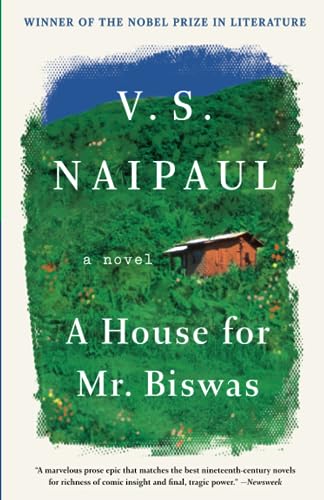 WINNER OF THE NOBEL PRIZE IN LITERATURE
V. S.
NAIPAUL
a novel
A House for
Mr. Biswas
"A marvelous prose epic that matches the best nineteenth-century novels
for richness of comic insight and final, tragic power." —Newsweek